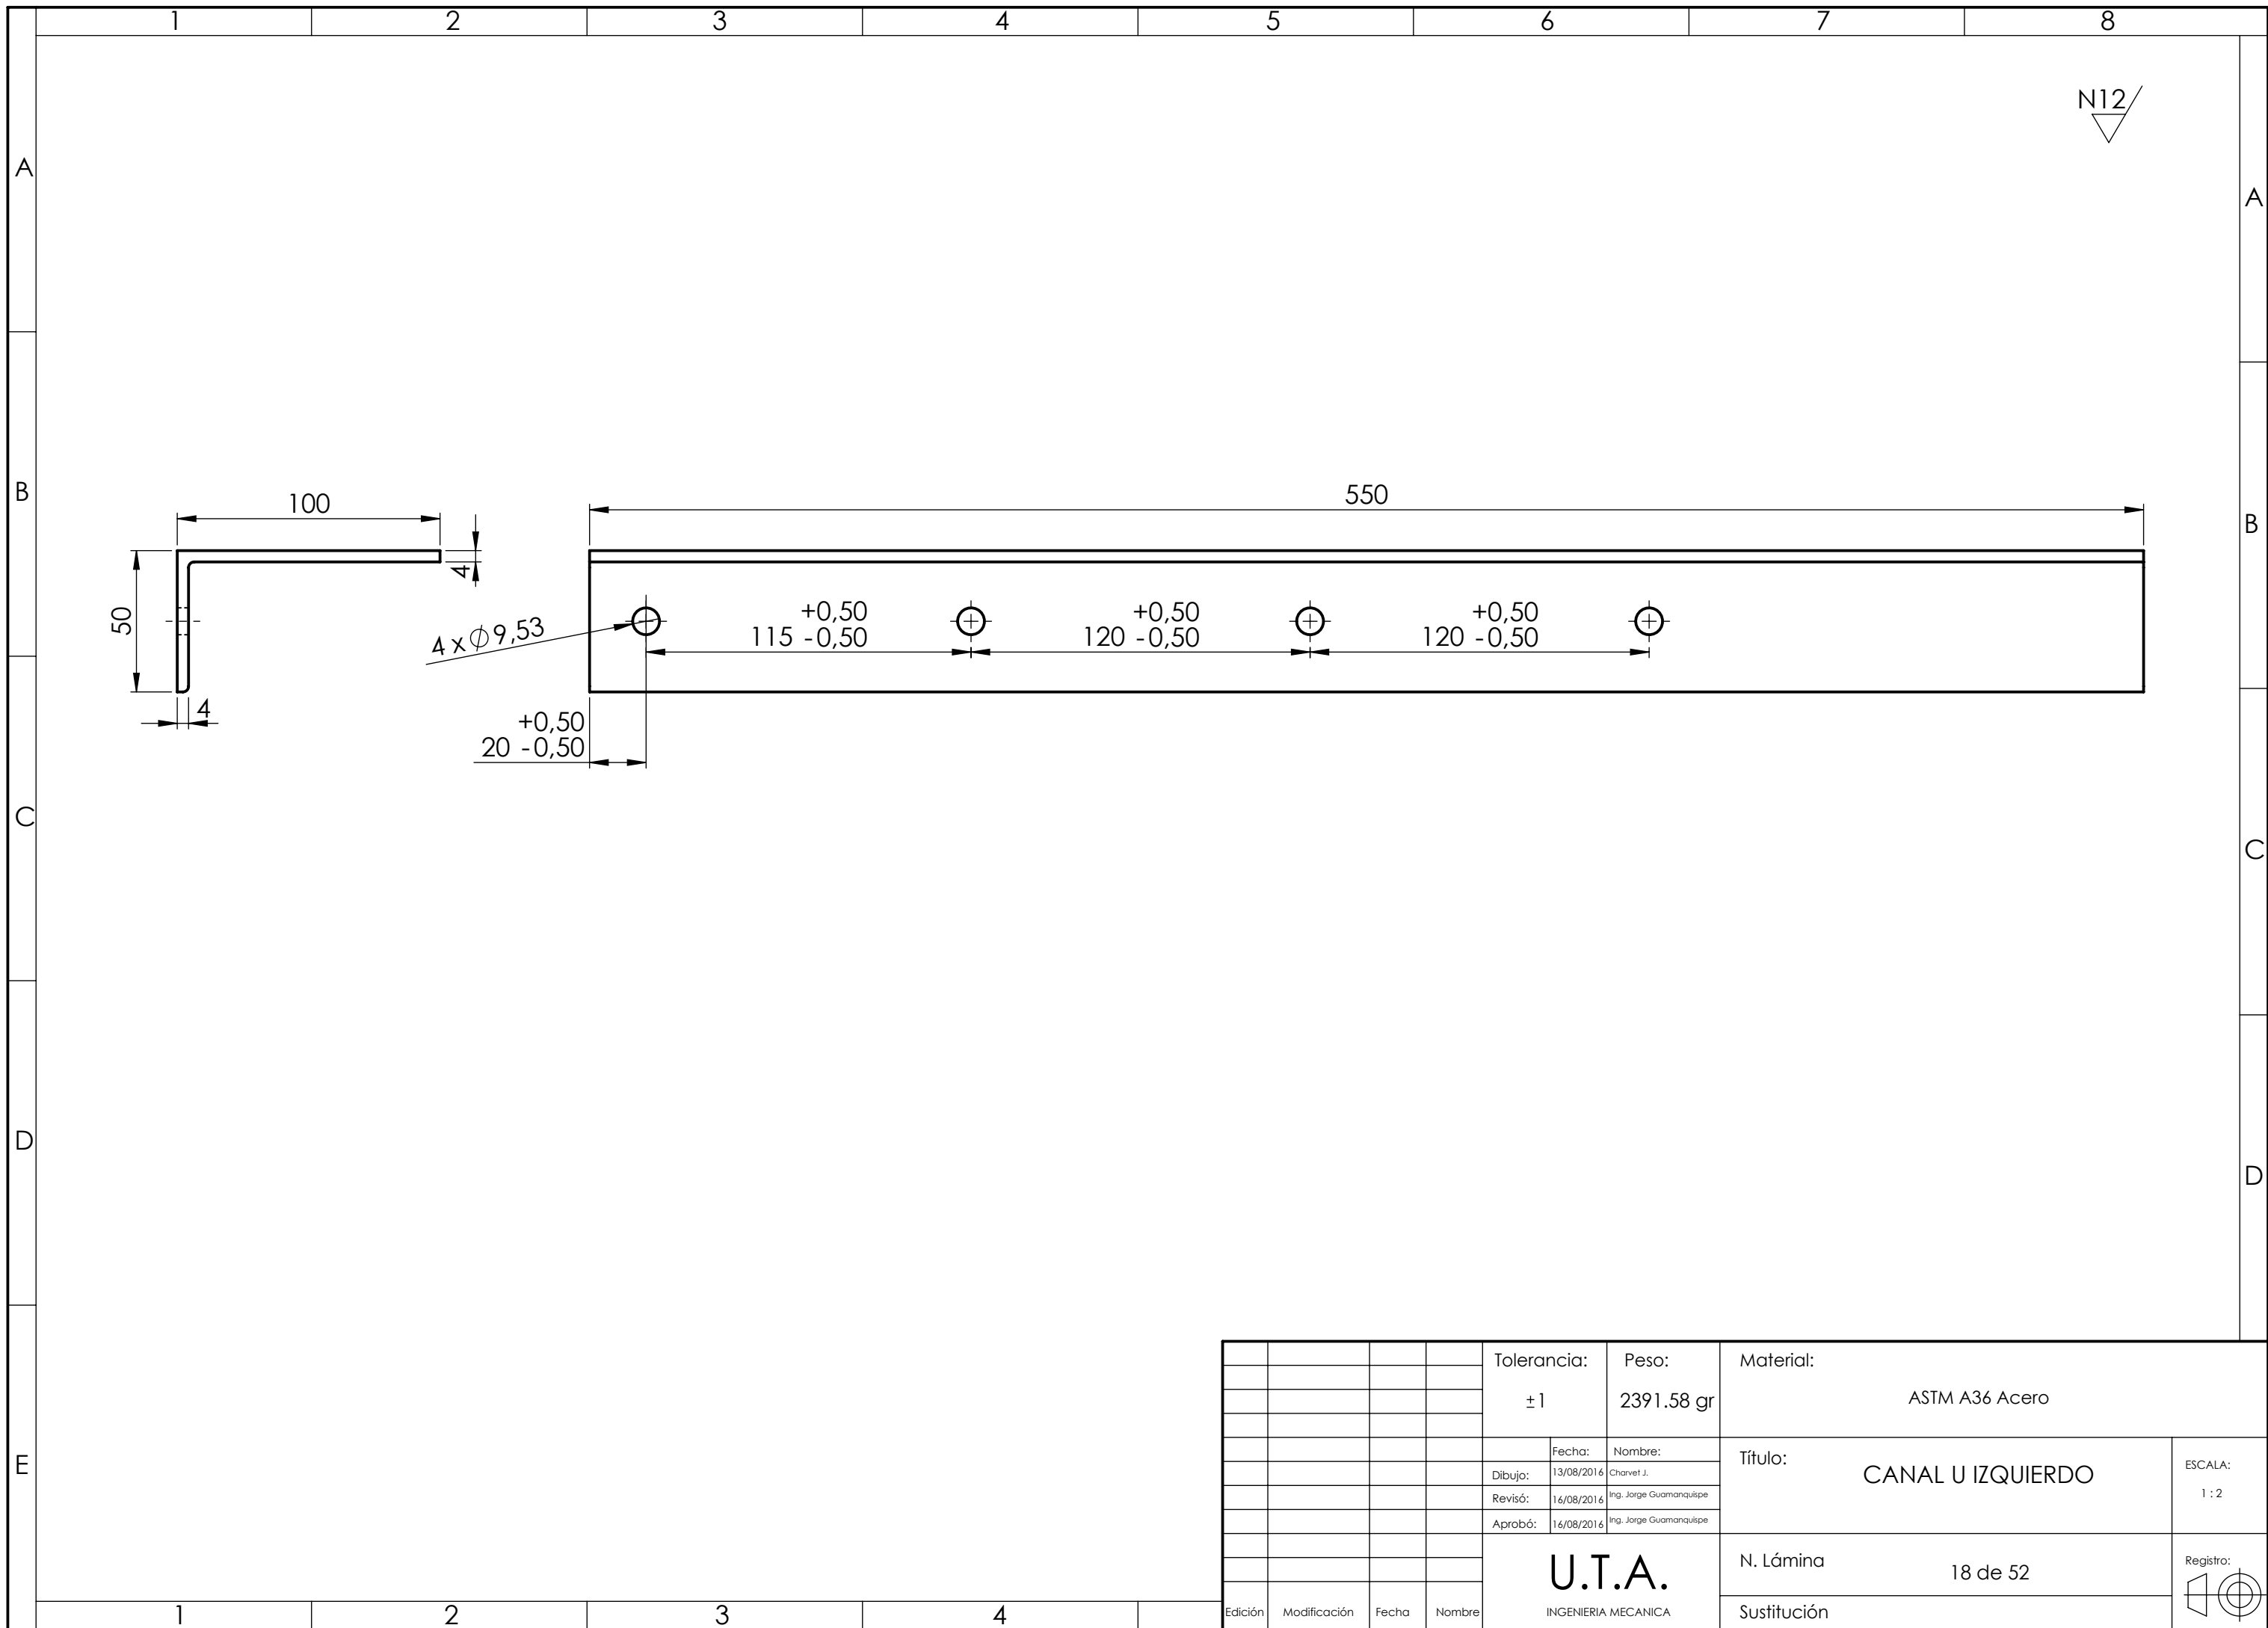 1 2 3 4 5 6 7 8
N12
A
A
B
B
C
C
D
D
E
100
50
4
4
550
4 x ⌀ 9,53
+0,50
115 -0,50
+0,50
120 -0,50
+0,50
120 -0,50
+0,50
20 -0,50
Tolerancia:
±1
Peso:
2391.58 gr
Material:
ASTM A36 Acero
Fecha: Nombre:
Dibujo: 13/08/2016 Charvet J.
Revisó: 16/08/2016 Ing. Jorge Guamanquispe
Aprobó: 16/08/2016 Ing. Jorge Guamanquispe
Título:
CANAL U IZQUIERDO
ESCALA:
1 : 2
U.T.A.
INGENIERIA MECANICA
N. Lámina 18 de 52
Registro:
Sustitución
Edición Modificación Fecha Nombre
1 2 3 4